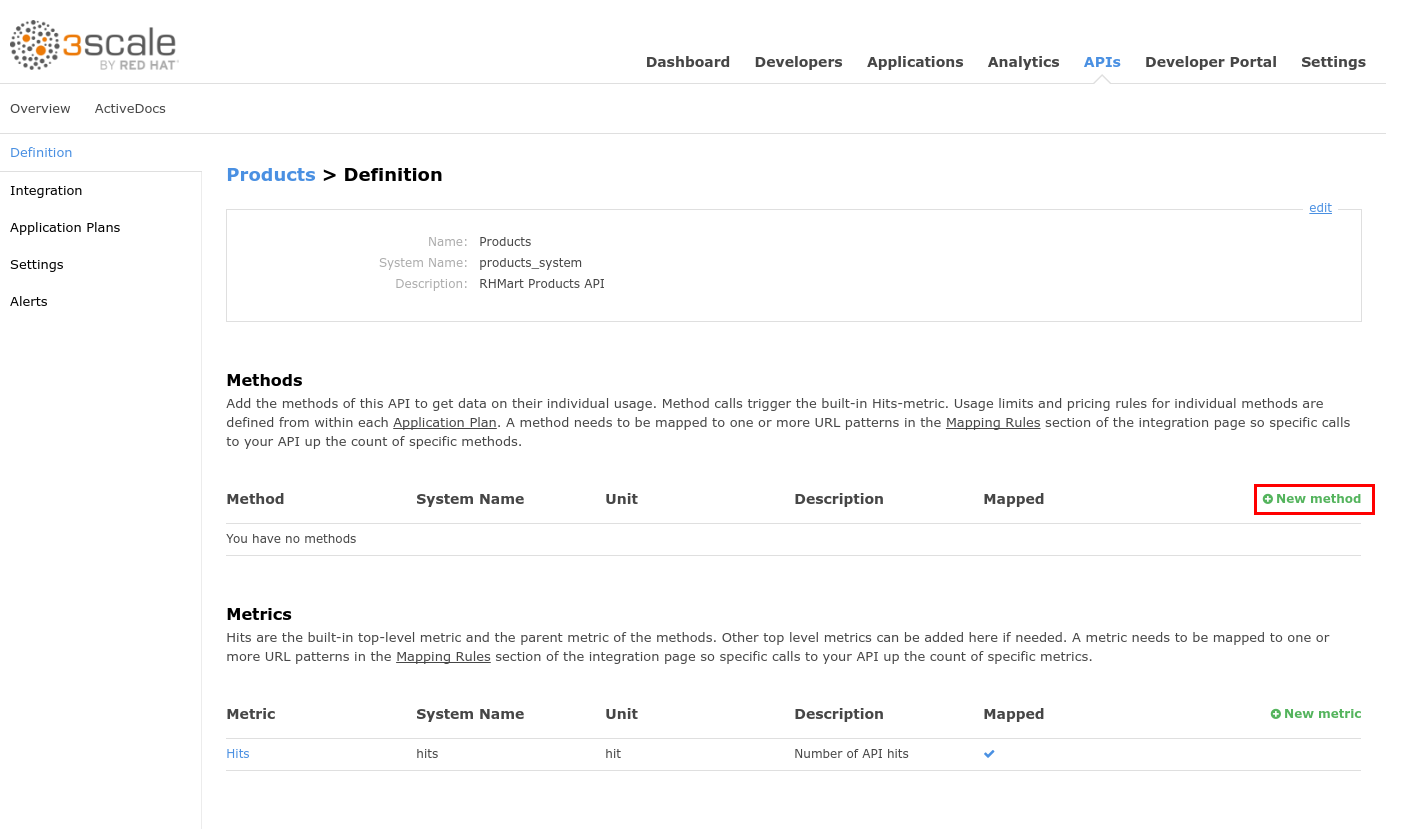 3scale
BY RED HAT
Dashboard Developers Applications Analytics APIs Developer Portal Settings
Overview ActiveDocs
Definition
Integration
Application Plans
Settings
Alerts
Products > Definition
edit
Name: Products
System Name: products_system
Description: RHMart Products API
Methods
Add the methods of this API to get data on their individual usage. Method calls trigger the built-in Hits-metric. Usage limits and pricing rules for individual methods are
defined from within each Application Plan. A method needs to be mapped to one or more URL patterns in the Mapping Rules section of the integration page so specific calls
to your API up the count of specific methods.
Method System Name Unit Description Mapped New method
You have no methods
Metrics
Hits are the built-in top-level metric and the parent metric of the methods. Other top level metrics can be added here if needed. A metric needs to be mapped to one or
more URL patterns in the Mapping Rules section of the integration page so specific calls to your API up the count of specific metrics.
Metric System Name Unit Description Mapped New metric
Hits hits hit Number of API hits